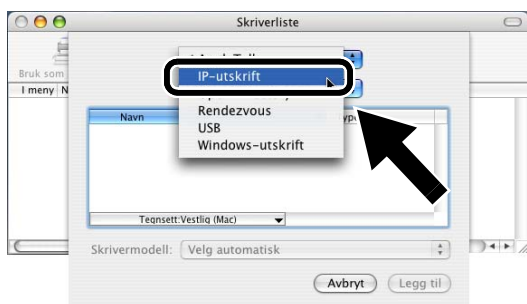 Skriverliste
Bruk som
I meny N
IP-utskrift
Rendezvous
USB
Windows-utskrift
Navn
Tegnsett:Vestlig (Mac)
Skrivermodell: Velg automatisk
Avbryt Legg til